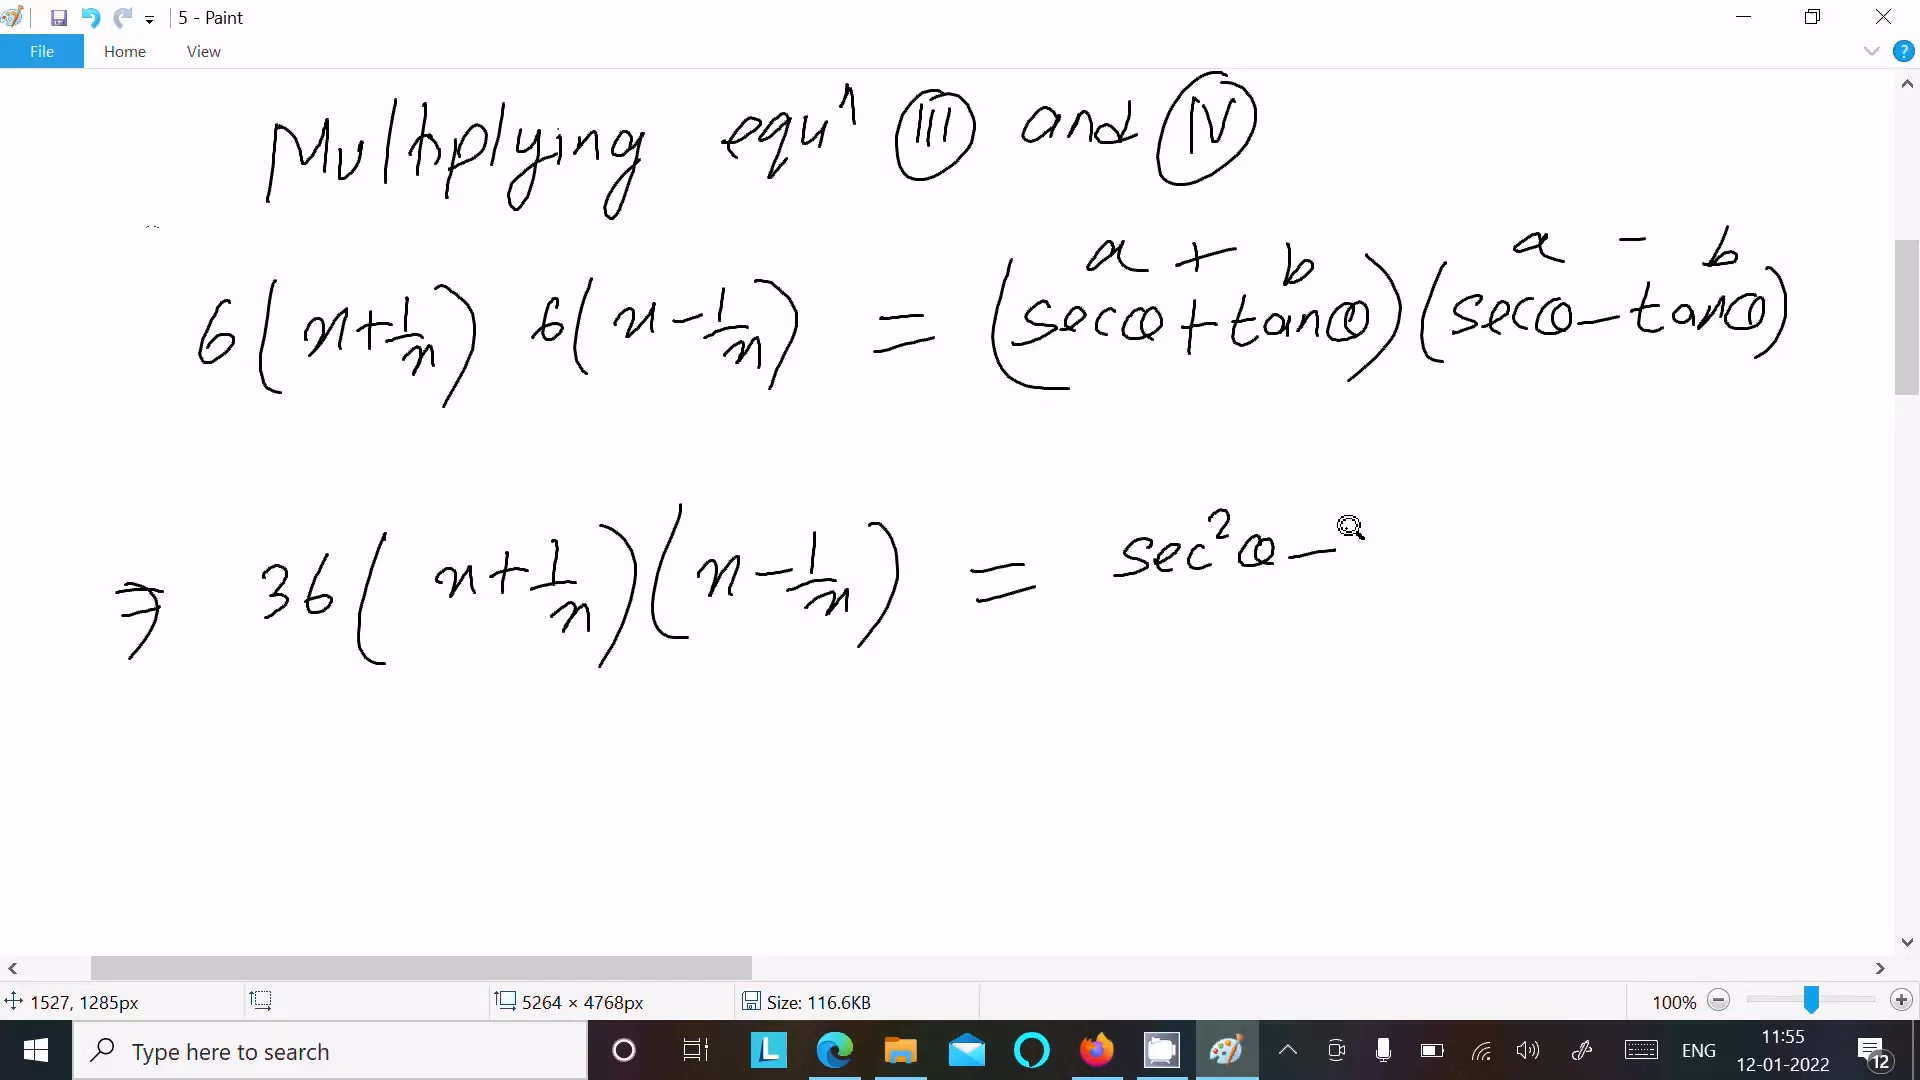 5 - Paint
File Home View
Multiplying equⁿ III and IV
a + b a - b
6(x+1/x) 6(x-1/x) = (secθ+tanθ)(secθ-tanθ)
⇒ 36(x+1/x)(x-1/x) = sec²θ-
1527, 1285px 5264 × 4768px Size: 116.6KB 100%
Type here to search L ENG 11:55
12-01-2022 12